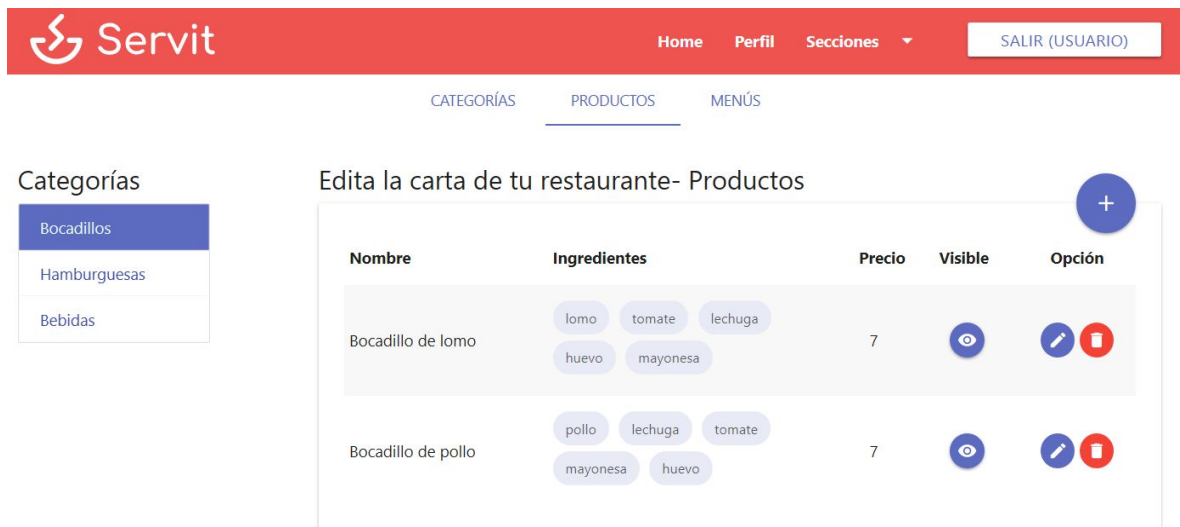 Servit
Home Perfil Secciones SALIR (USUARIO)
CATEGORÍAS PRODUCTOS MENÚS
Categorías
Bocadillos
Hamburguesas
Bebidas
Edita la carta de tu restaurante- Productos
+
Nombre Ingredientes Precio Visible Opción
Bocadillo de lomo
lomo tomate lechuga
huevo mayonesa
7
Bocadillo de pollo
pollo lechuga tomate
mayonesa huevo
7